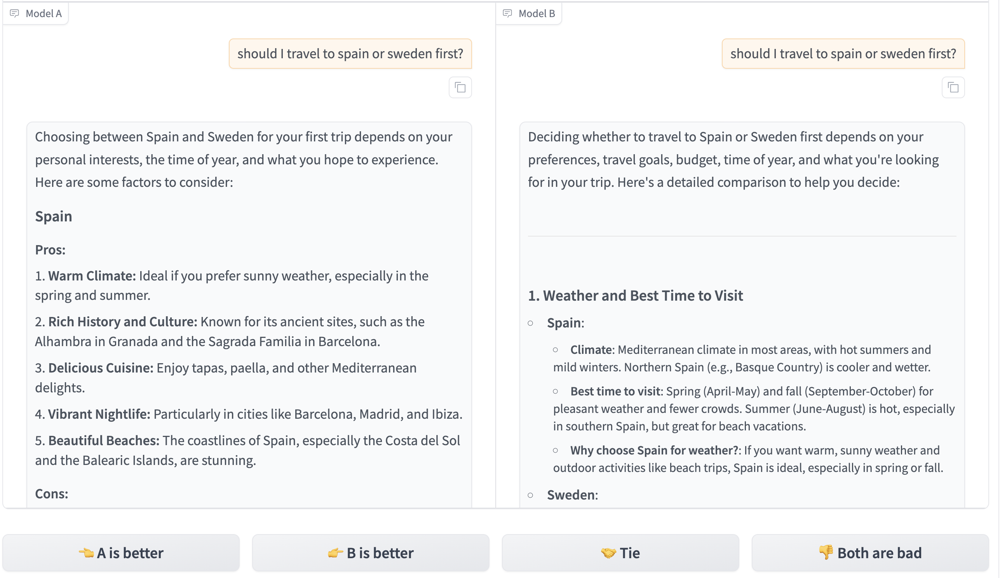 Model A
should I travel to spain or sweden first?
Choosing between Spain and Sweden for your first trip depends on your
personal interests, the time of year, and what you hope to experience.
Here are some factors to consider:
Spain
Pros:
1. Warm Climate: Ideal if you prefer sunny weather, especially in the
spring and summer.
2. Rich History and Culture: Known for its ancient sites, such as the
Alhambra in Granada and the Sagrada Familia in Barcelona.
3. Delicious Cuisine: Enjoy tapas, paella, and other Mediterranean
delights.
4. Vibrant Nightlife: Particularly in cities like Barcelona, Madrid, and Ibiza.
5. Beautiful Beaches: The coastlines of Spain, especially the Costa del Sol
and the Balearic Islands, are stunning.
Cons:
Model B
should I travel to spain or sweden first?
Deciding whether to travel to Spain or Sweden first depends on your
preferences, travel goals, budget, time of year, and what you're looking
for in your trip. Here's a detailed comparison to help you decide:
1. Weather and Best Time to Visit
Spain:
Climate: Mediterranean climate in most areas, with hot summers and
mild winters. Northern Spain (e.g., Basque Country) is cooler and wetter.
Best time to visit: Spring (April-May) and fall (September-October) for
pleasant weather and fewer crowds. Summer (June-August) is hot, especially
in southern Spain, but great for beach vacations.
Why choose Spain for weather?: If you want warm, sunny weather and
outdoor activities like beach trips, Spain is ideal, especially in spring or fall.
Sweden:
👈 A is better
👉 B is better
🤝 Tie
👎 Both are bad